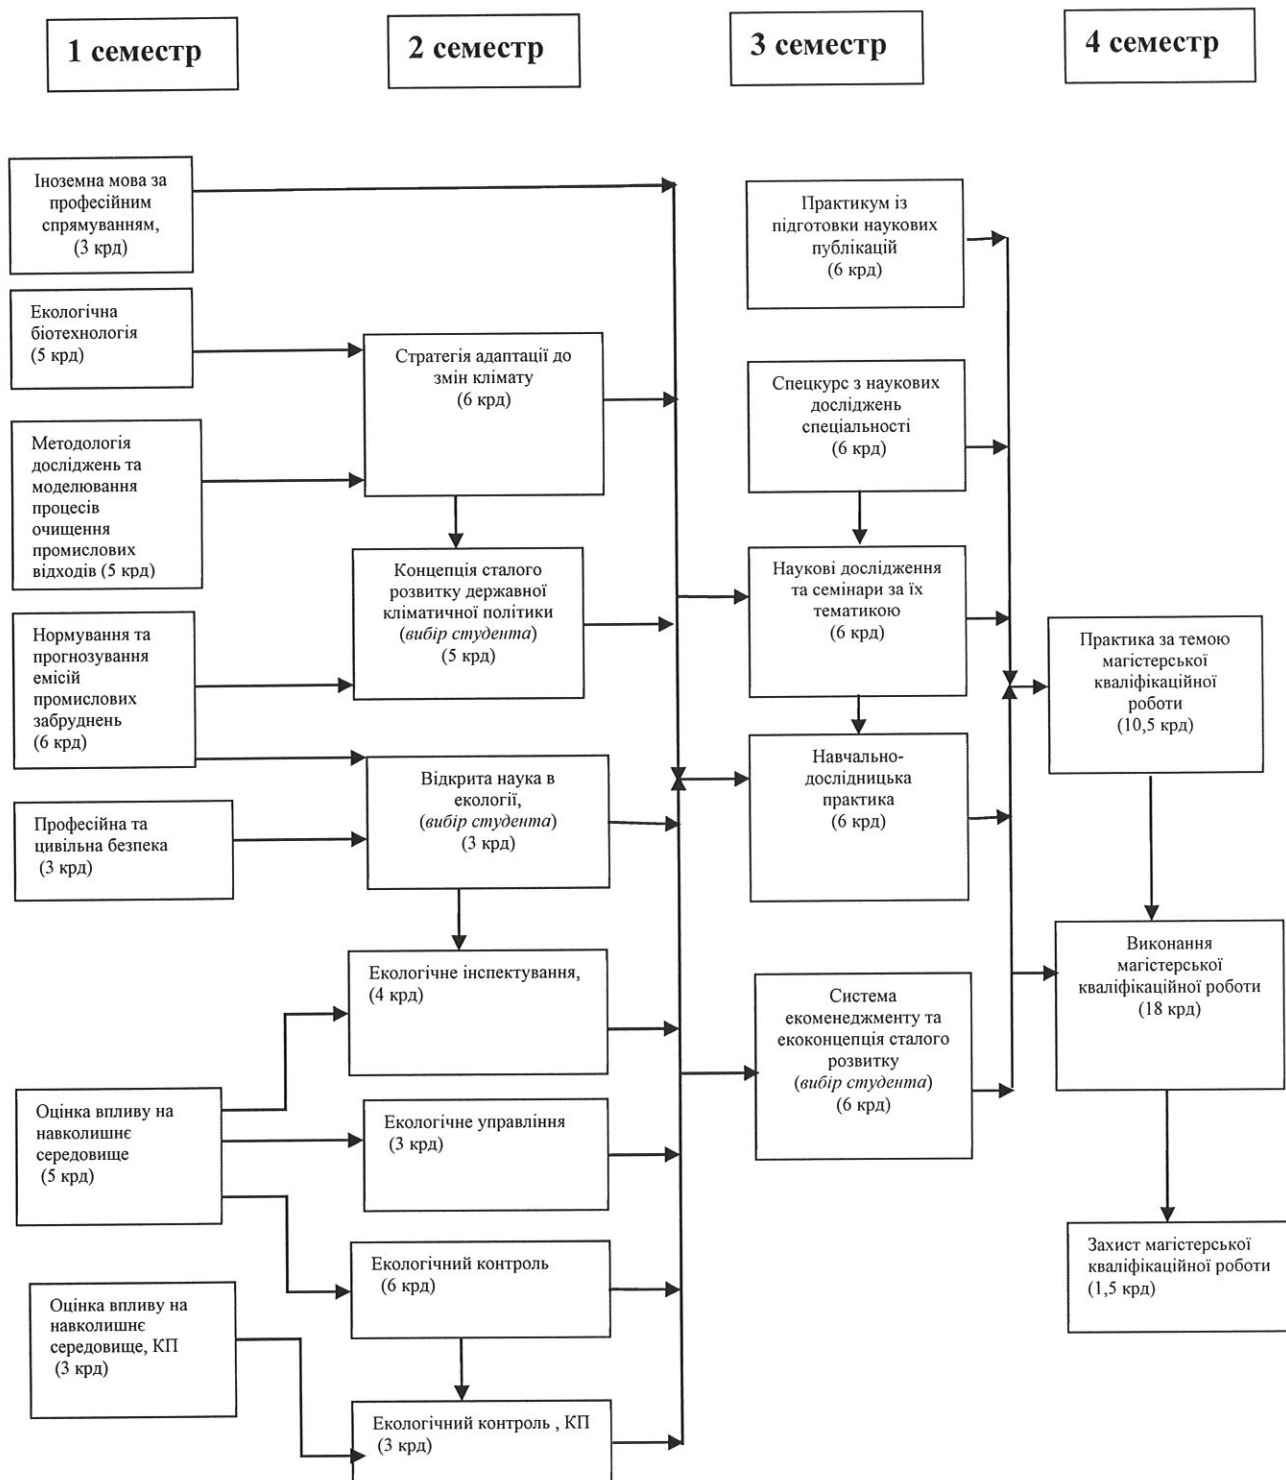 1 семестр
2 семестр
3 семестр
4 семестр
Іноземна мова за
професійним
спрямуванням,
(3 крд)
Екологічна
біотехнологія
(5 крд)
Методологія
досліджень та
моделювання
процесів
очищення
промислових
відходів (5 крд)
Нормування та
прогнозування
емісій
промислових
забруднень
(6 крд)
Професійна та
цивільна безпека
(3 крд)
Оцінка впливу на
навколишнє
середовище
(5 крд)
Оцінка впливу на
навколишнє
середовище, КП
(3 крд)
Стратегія адаптації до
змін клімату
(6 крд)
Концепція сталого
розвитку державної
кліматичної політики
(вибір студента)
(5 крд)
Відкрита наука в
екології,
(вибір студента)
(3 крд)
Екологічне інспектування,
(4 крд)
Екологічне управління
(3 крд)
Екологічний контроль
(6 крд)
Екологічний контроль , КП
(3 крд)
Практикум із
підготовки наукових
публікацій
(6 крд)
Спецкурс з наукових
досліджень
спеціальності
(6 крд)
Наукові дослідження
та семінари за їх
тематикою
(6 крд)
Навчально-
дослідницька
практика
(6 крд)
Система
екоменеджменту та
екоконцепція сталого
розвитку
(вибір студента)
(6 крд)
Практика за темою
магістерської
кваліфікаційної
роботи
(10,5 крд)
Виконання
магістерської
кваліфікаційної роботи
(18 крд)
Захист магістерської
кваліфікаційної роботи
(1,5 крд)